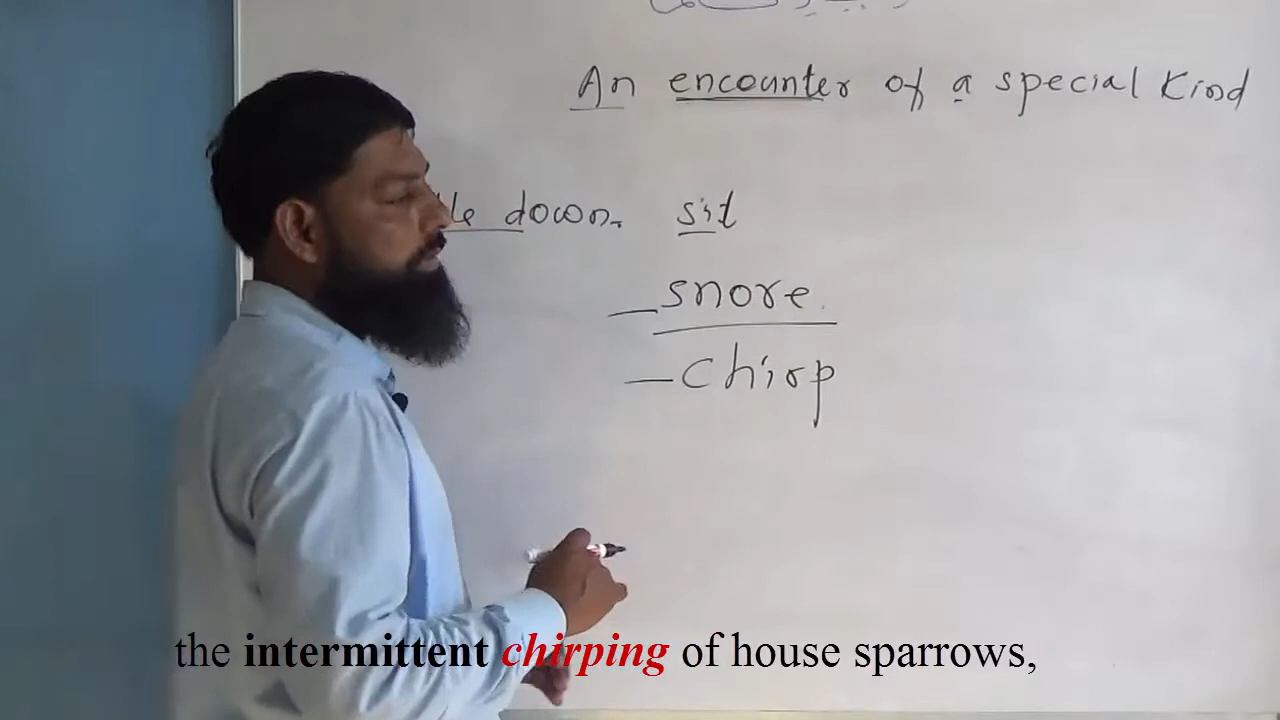 An encounter of a special Kind
down. sit
snore.
chirp
the intermittent chirping of house sparrows,